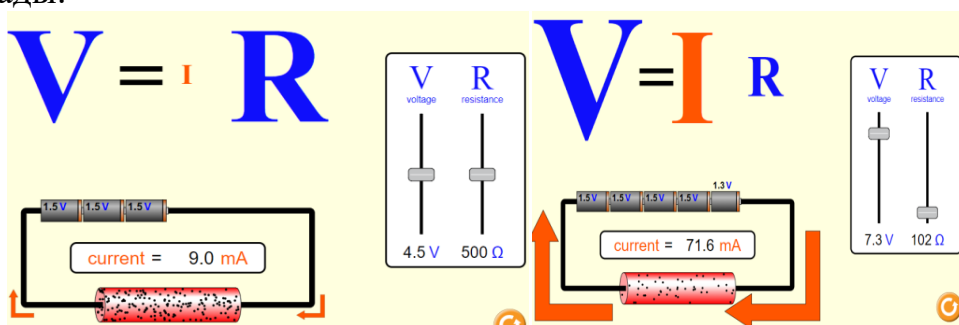 V = I R
V
voltage
R
resistance
4.5 V
500 Ω
1.5 V 1.5 V 1.5 V
current = 9.0 mA
V = I R
V
voltage
R
resistance
7.3 V
102 Ω
1.5 V 1.5 V 1.5 V 1.5 V 1.3 V
current = 71.6 mA